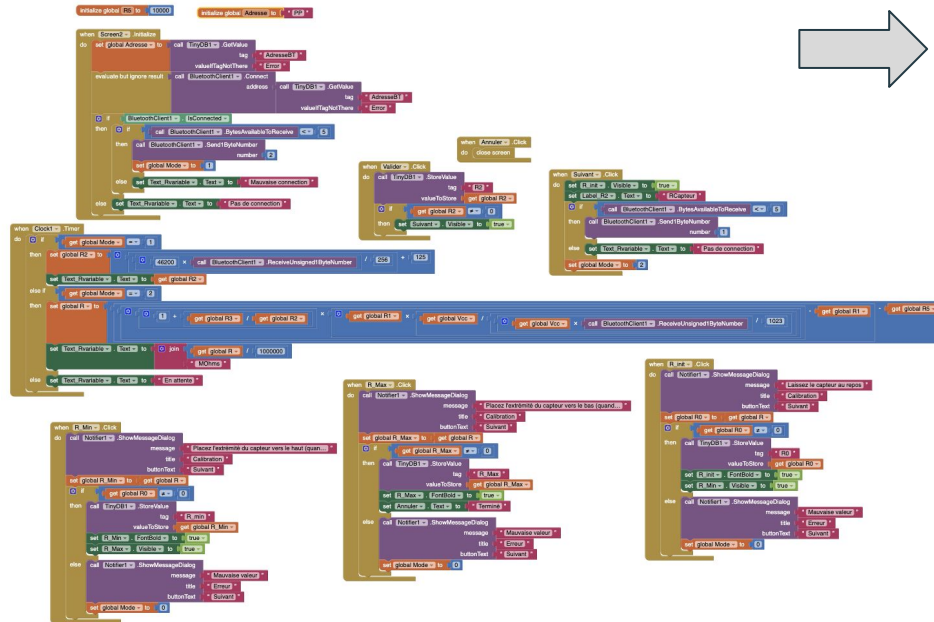 initialize global R5 to 10000
initialize global Adresse to " PP "
when Screen2 .Initialize
do set global Adresse to call TinyDB1 .GetValue
tag " AdresseBT "
valueIfTagNotThere " Error "
evaluate but ignore result call BluetoothClient1 .Connect
address call TinyDB1 .GetValue
tag " AdresseBT "
valueIfTagNotThere " Error "
if BluetoothClient1 . IsConnected
then if call BluetoothClient1 .BytesAvailableToReceive < 5
then call BluetoothClient1 .Send1ByteNumber
number 2
set global Mode to 1
else set Text_Rvariable . Text to " Mauvaise connection "
else set Text_Rvariable . Text to " Pas de connection "
when Annuler .Click
do close screen
when Valider .Click
do call TinyDB1 .StoreValue
tag " R2 "
valueToStore get global R2
if get global R2 ≠ 0
then set Suivant . Visible to true
when Suivant .Click
do set R_init . Visible to true
set Label_R2 . Text to " RCapteur "
if call BluetoothClient1 .BytesAvailableToReceive < 5
then call BluetoothClient1 .Send1ByteNumber
number 1
else set Text_Rvariable . Text to " Pas de connection "
set global Mode to 2
when Clock1 .Timer
do if get global Mode = 1
then set global R2 to 46200 × call BluetoothClient1 .ReceiveUnsigned1ByteNumber / 256 + 125
set Text_Rvariable . Text to get global R2
else if get global Mode = 2
then set global R to 1 + get global R3 / get global R2 × get global R1 × get global Vcc / get global Vcc × call BluetoothClient1 .ReceiveUnsigned1ByteNumber / 1023 - get global R1 - get global R5
set Text_Rvariable . Text to join get global R / 1000000
" MOhms "
else set Text_Rvariable . Text to " En attente "
when R_Min .Click
do call Notifier1 .ShowMessageDialog
message " Placez l'extrémité du capteur vers le haut (quan... "
title " Calibration "
buttonText " Suivant "
set global R_Min to get global R
if get global R0 ≠ 0
then call TinyDB1 .StoreValue
tag " R_min "
valueToStore get global R_Min
set R_Min . FontBold to true
set R_Max . Visible to true
else call Notifier1 .ShowMessageDialog
message " Mauvaise valeur "
title " Erreur "
buttonText " Suivant "
set global Mode to 0
when R_Max .Click
do call Notifier1 .ShowMessageDialog
message " Placez l'extrémité du capteur vers le bas (quand... "
title " Calibration "
buttonText " Suivant "
set global R_Max to get global R
if get global R_Max ≠ 0
then call TinyDB1 .StoreValue
tag " R_Max "
valueToStore get global R_Max
set R_Max . FontBold to true
set Annuler . Text to " Terminé "
else call Notifier1 .ShowMessageDialog
message " Mauvaise valeur "
title " Erreur "
buttonText " Suivant "
set global Mode to 0
when R_init .Click
do call Notifier1 .ShowMessageDialog
message " Laissez le capteur au repos "
title " Calibration "
buttonText " Suivant "
set global R0 to get global R
if get global R0 ≠ 0
then call TinyDB1 .StoreValue
tag " R0 "
valueToStore get global R0
set R_init . FontBold to true
set R_Min . Visible to true
else call Notifier1 .ShowMessageDialog
message " Mauvaise valeur "
title " Erreur "
buttonText " Suivant "
set global Mode to 0